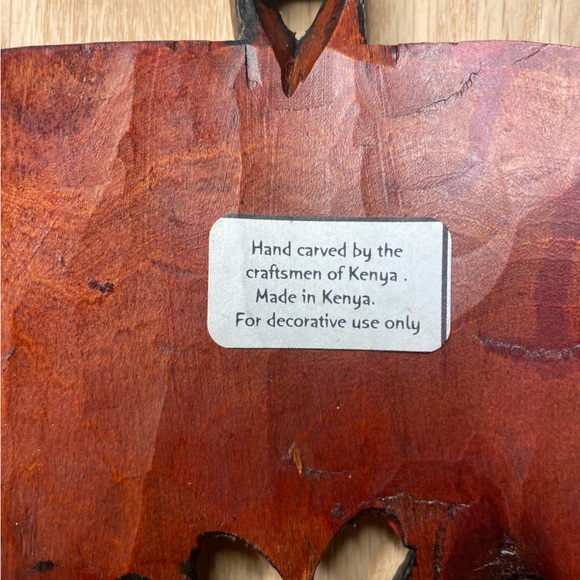 Hand carved by the
craftsmen of Kenya .
Made in Kenya.
For decorative use only